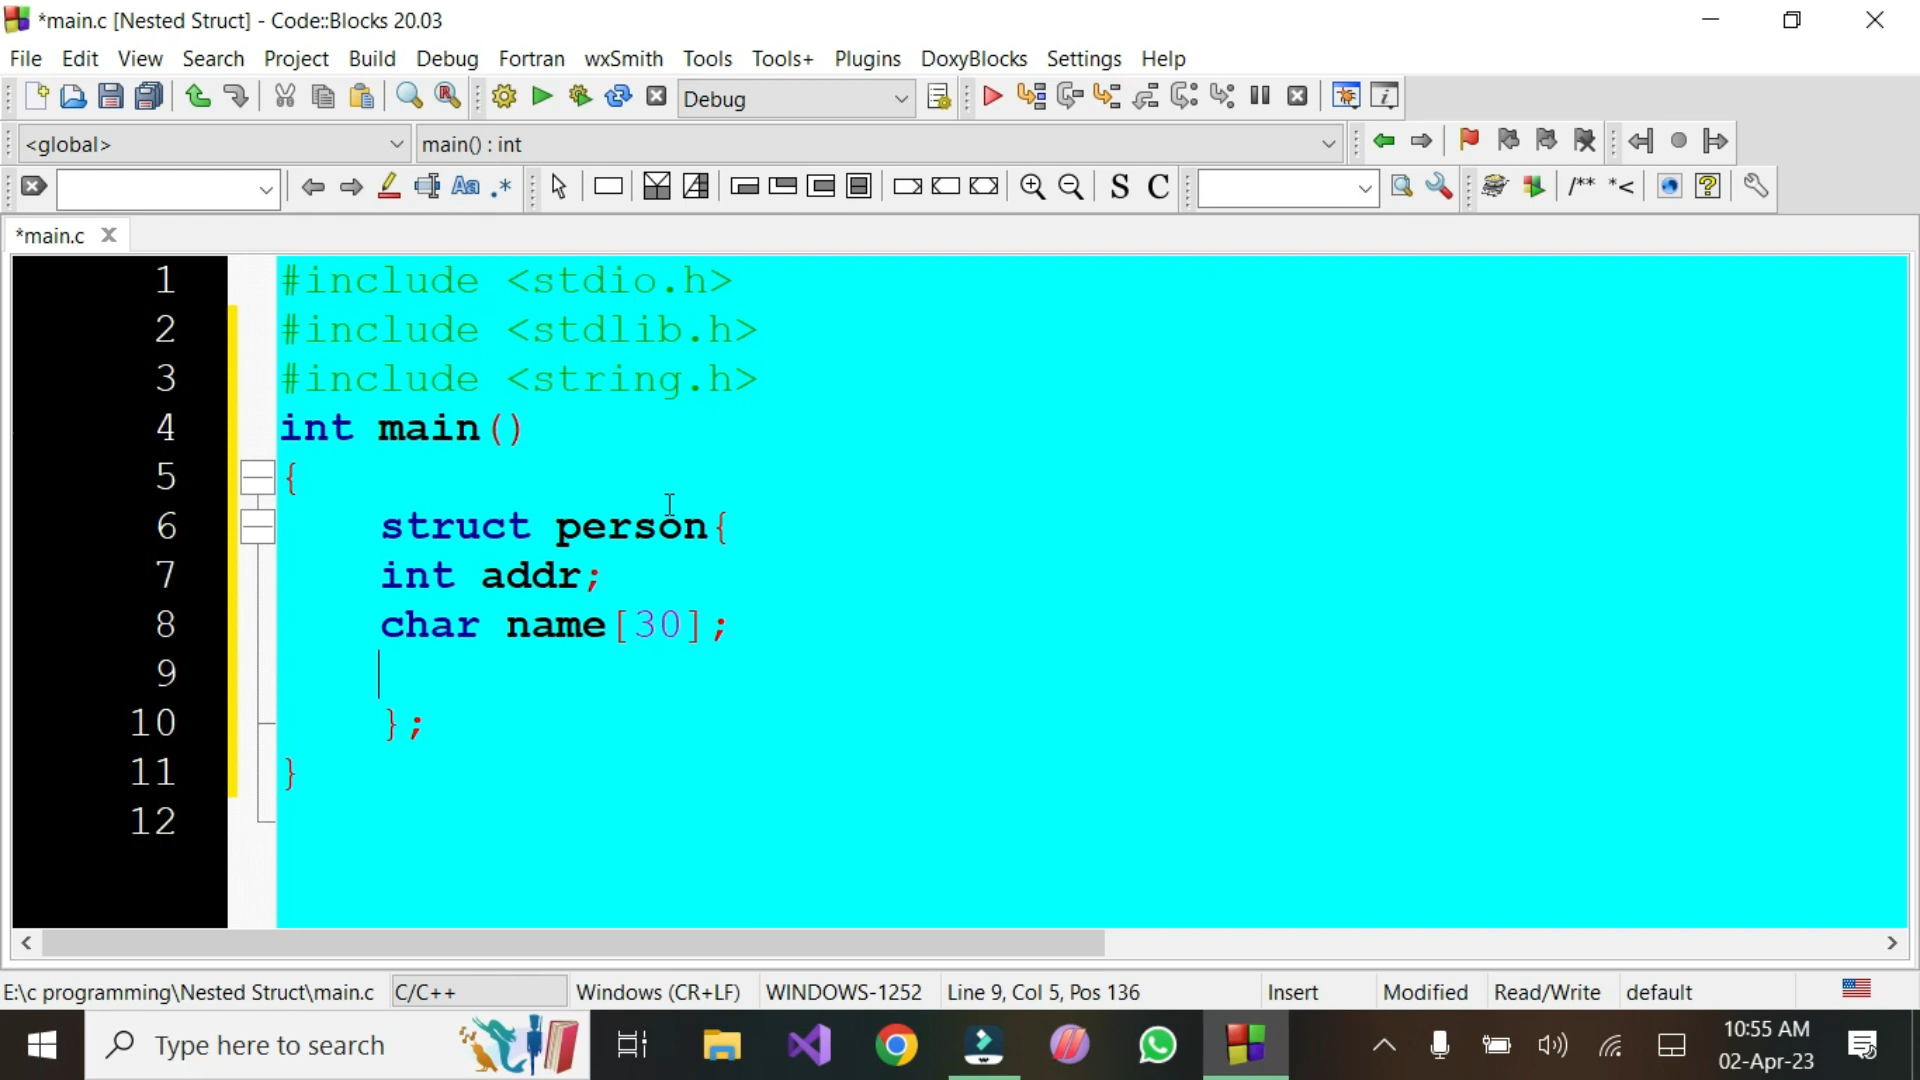 *main.c [Nested Struct] - Code::Blocks 20.03
File Edit View Search Project Build Debug Fortran wxSmith Tools Tools+ Plugins DoxyBlocks Settings Help
Debug
<global> main() : int
S C /** *<
*main.c
1 #include <stdio.h>
2 #include <stdlib.h>
3 #include <string.h>
4 int main()
5 {
6 struct person{
7 int addr;
8 char name[30];
9
10 };
11 }
12
E:\c programming\Nested Struct\main.c C/C++ Windows (CR+LF) WINDOWS-1252 Line 9, Col 5, Pos 136 Insert Modified Read/Write default
Type here to search
10:55 AM
02-Apr-23